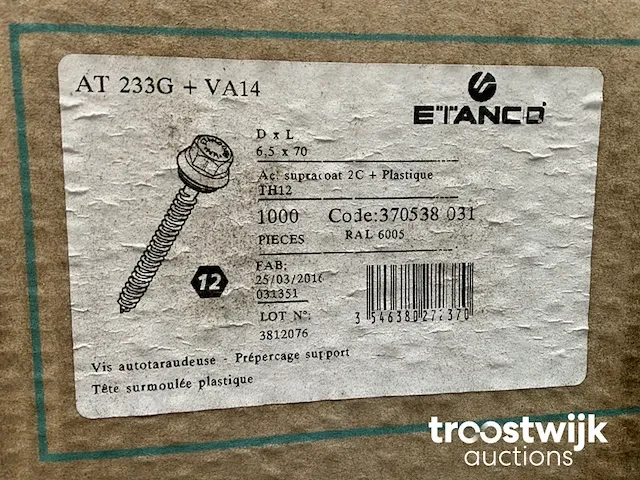 AT 233G + VA14
ETANCO
D x L
6,5 x 70
Ac: supracoat 2C + Plastique
TH12
1000 Code:370538 031
PIECES RAL 6005
12
FAB:
25/03/2016
031351
LOT N°:
3812076
3 546380 272370
Vis autotaraudeuse - Prépercage support
Tête surmoulée plastique
troostwijk
auctions